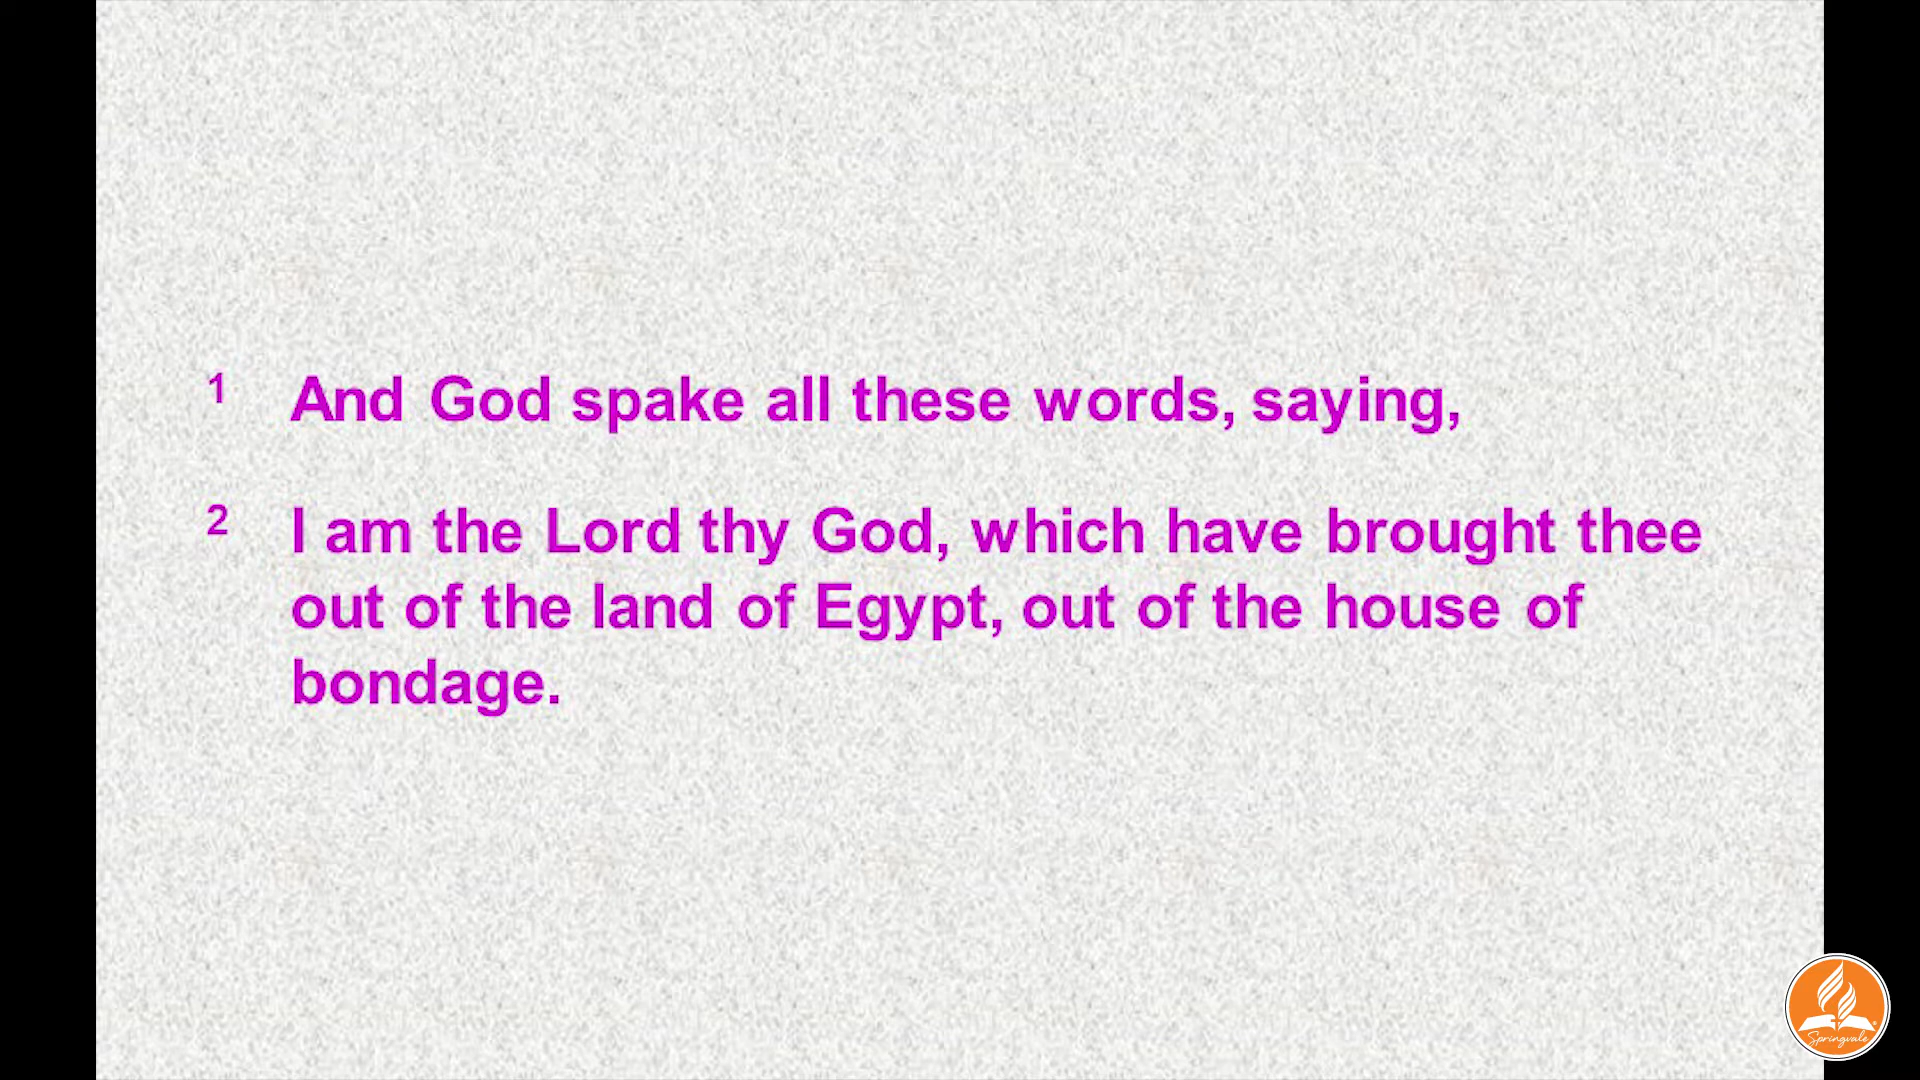 1 And God spake all these words, saying,
2 I am the Lord thy God, which have brought thee
out of the land of Egypt, out of the house of
bondage.
Springvale